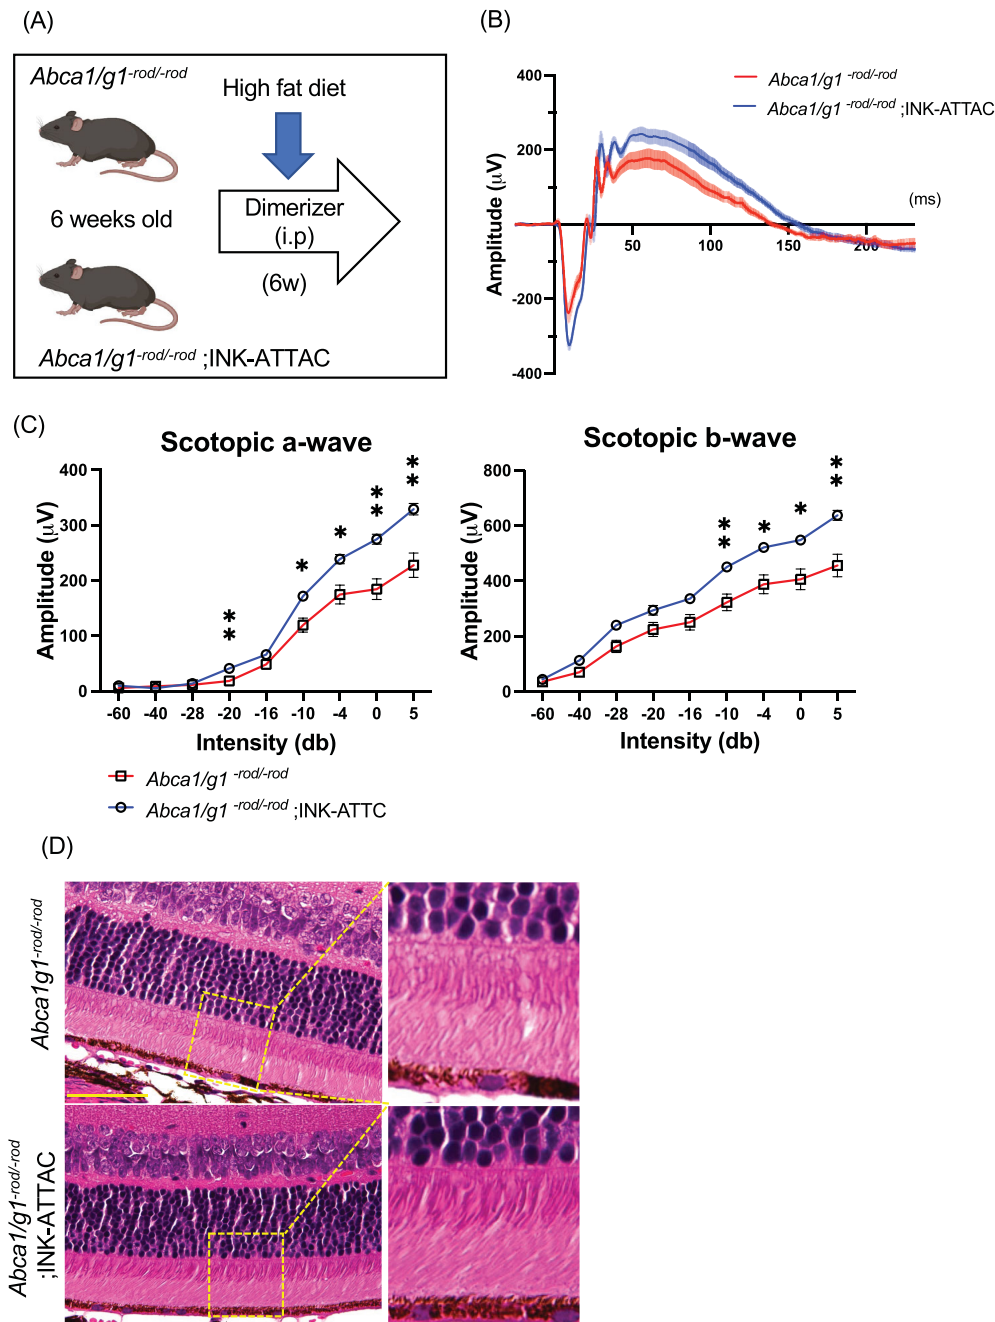 (A)
Abca1/g1-rod/-rod
High fat diet
6 weeks old
Dimerizer
(i.p)
(6w)
Abca1/g1-rod/-rod ;INK-ATTAC
(B)
Abca1/g1 -rod/-rod
Abca1/g1 -rod/-rod ;INK-ATTAC
Amplitude (µV)
400
200
0
-200
-400
50
100
150
200
(ms)
(C)
Scotopic a-wave
Amplitude (µV)
400
300
200
100
0
**
*
*
**
**
-60
-40
-28
-20
-16
-10
-4
0
5
Intensity (db)
Scotopic b-wave
Amplitude (µV)
800
600
400
200
0
**
*
*
**
-60
-40
-28
-20
-16
-10
-4
0
5
Intensity (db)
Abca1/g1 -rod/-rod
Abca1/g1 -rod/-rod ;INK-ATTC
(D)
Abca1g1-rod/-rod
Abca1/g1-rod/-rod
;INK-ATTAC